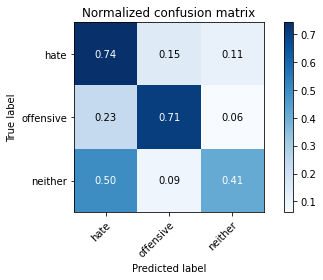 Normalized confusion matrix
True label
hate
offensive
neither
0.74 0.15 0.11
0.23 0.71 0.06
0.50 0.09 0.41
hate
offensive
neither
Predicted label
0.7
0.6
0.5
0.4
0.3
0.2
0.1